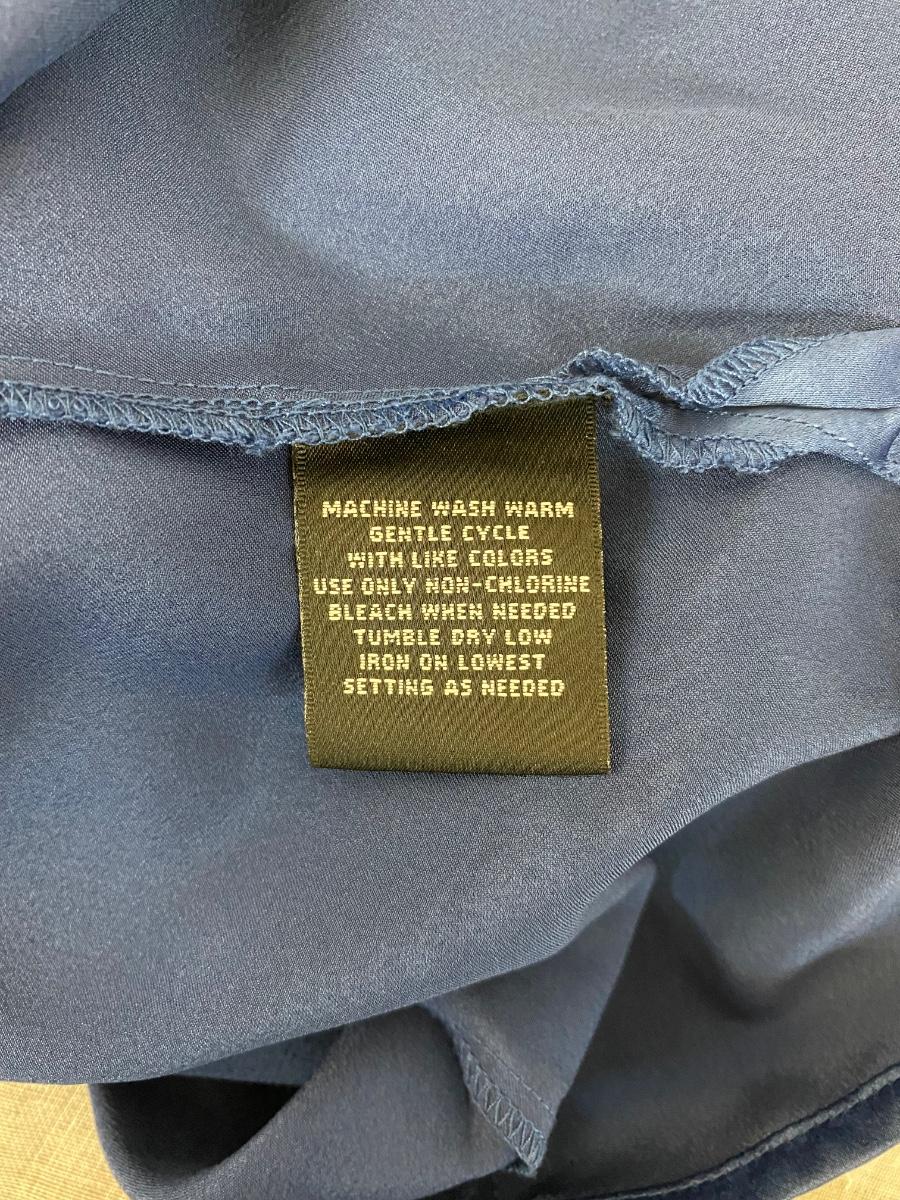 MACHINE WASH WARM
GENTLE CYCLE
WITH LIKE COLORS
USE ONLY NON-CHLORINE
BLEACH WHEN NEEDED
TUMBLE DRY LOW
IRON ON LOWEST
SETTING AS NEEDED